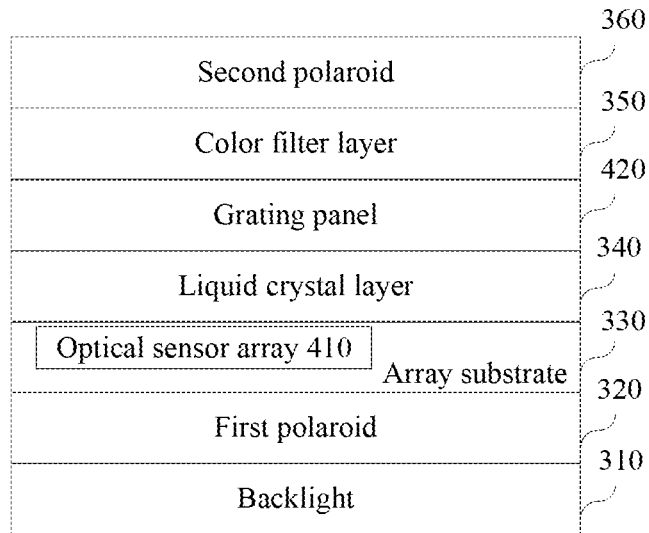 360
Second polaroid
350
Color filter layer
420
Grating panel
340
Liquid crystal layer
330
Optical sensor array 410
Array substrate
320
First polaroid
310
Backlight